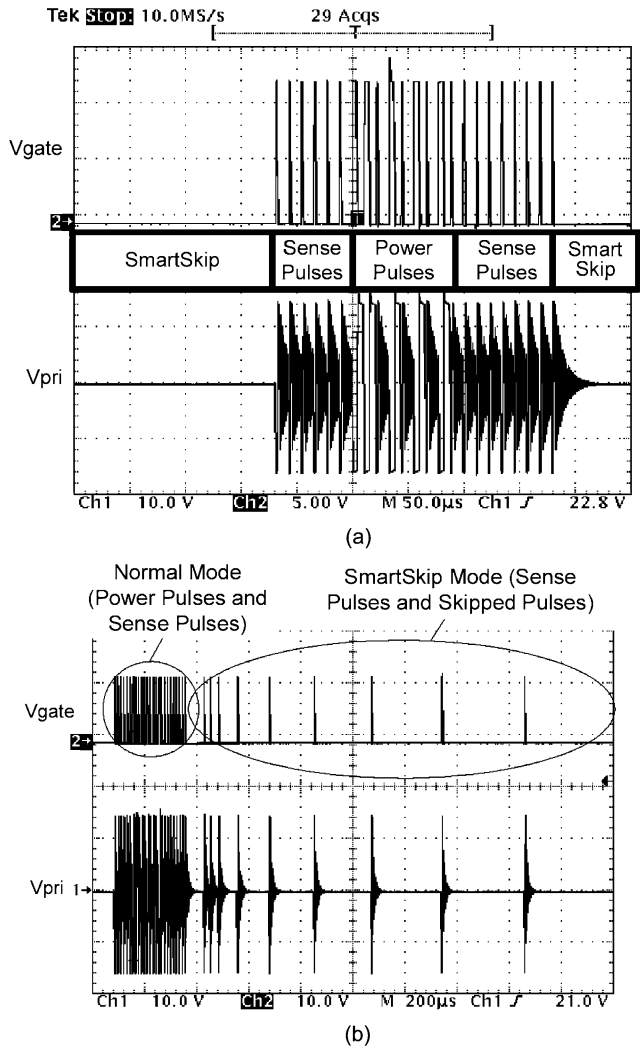 Tek Stop: 10.0MS/s 29 Acqs
T
Vgate
2→
SmartSkip
Sense Pulses
Power Pulses
Sense Pulses
Smart Skip
Vpri
Ch1 10.0 V Ch2 5.00 V M 50.0µs Ch1 ƒ 22.8 V
(a)
Normal Mode
(Power Pulses and
Sense Pulses)
SmartSkip Mode (Sense
Pulses and Skipped Pulses)
Vgate
2→
Vpri 1→
Ch1 10.0 V Ch2 10.0 V M 200µs Ch1 ƒ 21.0 V
(b)